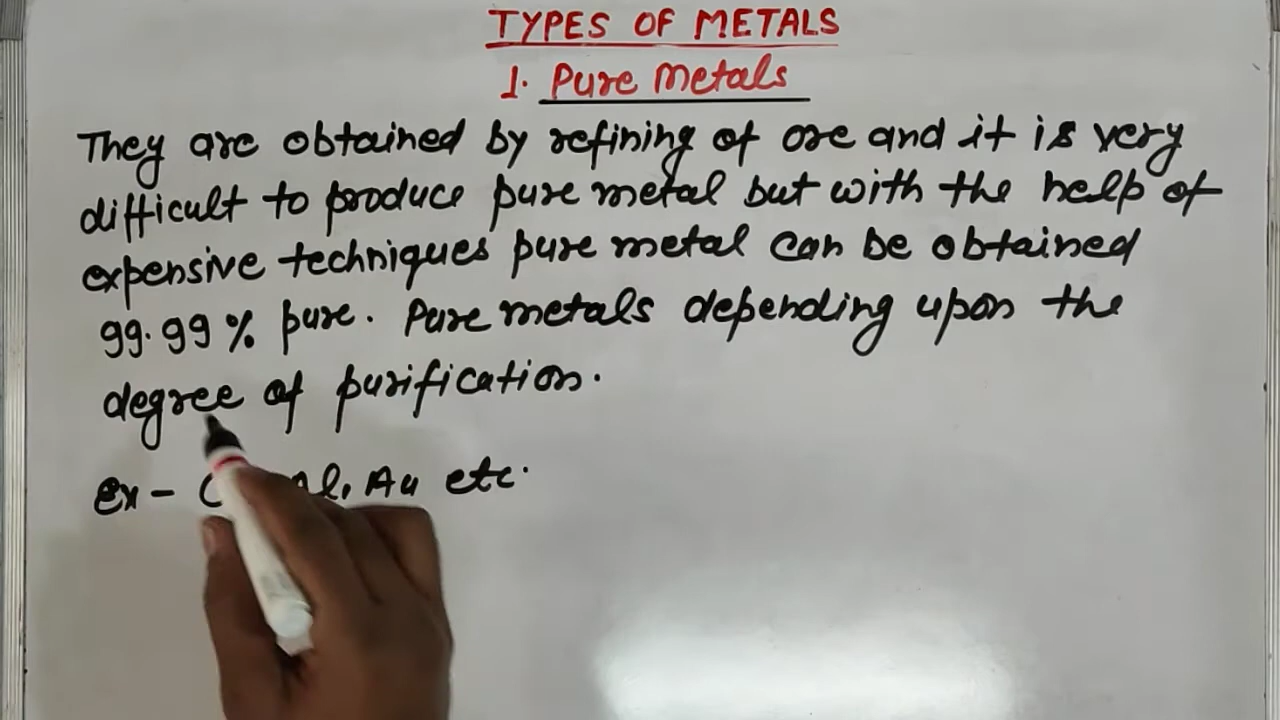 TYPES OF METALS
1. Pure Metals
They are obtained by refining of ore and it is very
difficult to produce pure metal but with the help of
expensive techniques pure metal can be obtained
99.99% pure. Pure metals depending upon the
degree of purification.
Ex- Al, Au etc.